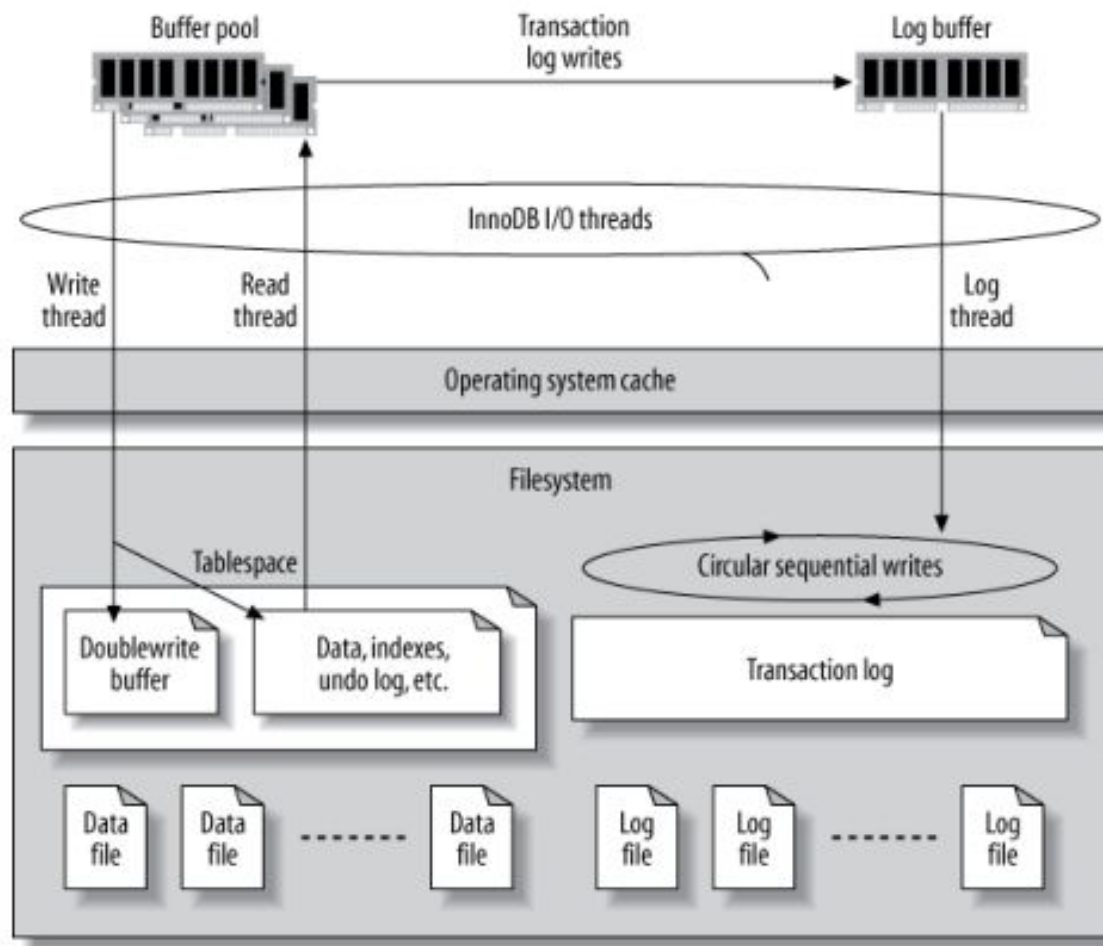 Buffer pool
Transaction
log writes
Log buffer
InnoDB I/O threads
Write
thread
Read
thread
Log
thread
Operating system cache
Filesystem
Tablespace
Circular sequential writes
Doublewrite
buffer
Data, indexes,
undo log, etc.
Transaction log
Data
file
Data
file
Data
file
Log
file
Log
file
Log
file